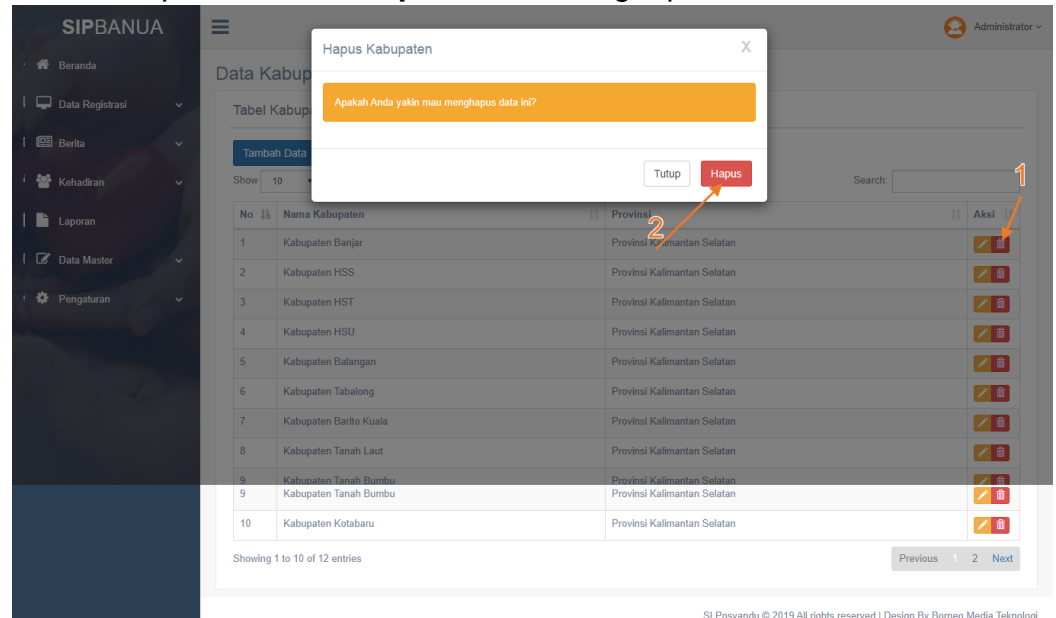 SIPBANUA
Administrator
Hapus Kabupaten X
Beranda
Data Kabup
Data Registrasi
Apakah Anda yakin mau menghapus data ini?
Tabel Kabup
Berita
Tambah Data
Kehadiran
Show 10
Tutup Hapus
Search:
1
Laporan
No Nama Kabupaten Provinsi Aksi
2
1 Kabupaten Banjar Provinsi Kalimantan Selatan
Data Master
2 Kabupaten HSS Provinsi Kalimantan Selatan
Pengaturan
3 Kabupaten HST Provinsi Kalimantan Selatan
4 Kabupaten HSU Provinsi Kalimantan Selatan
5 Kabupaten Balangan Provinsi Kalimantan Selatan
6 Kabupaten Tabalong Provinsi Kalimantan Selatan
7 Kabupaten Barito Kuala Provinsi Kalimantan Selatan
8 Kabupaten Tanah Laut Provinsi Kalimantan Selatan
9 Kabupaten Tanah Bumbu Provinsi Kalimantan Selatan
9 Kabupaten Tanah Bumbu Provinsi Kalimantan Selatan
10 Kabupaten Kotabaru Provinsi Kalimantan Selatan
Showing 1 to 10 of 12 entries
Previous 1 2 Next
SI Posyandu © 2019 All rights reserved | Design By Borneo Media Teknologi